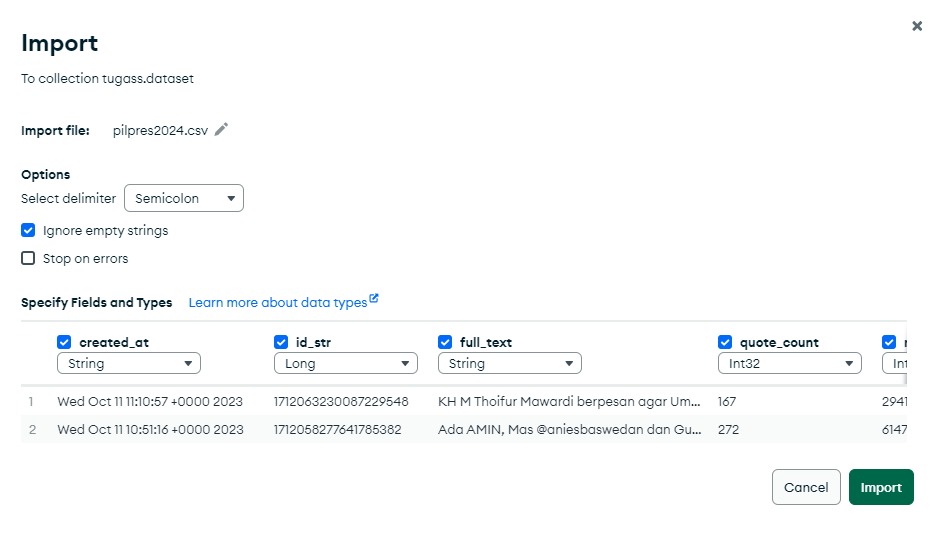 Import
To collection tugass.dataset
Import file: pilpres2024.csv
Options
Select delimiter Semicolon
Ignore empty strings
Stop on errors
Specify Fields and Types Learn more about data types
created_at id_str full_text quote_count
String Long String Int32 Int
1 Wed Oct 11 11:10:57 +0000 2023 1712063230087229548 KH M Thoifur Mawardi berpesan agar Um... 167 2941
2 Wed Oct 11 10:51:16 +0000 2023 1712058277641785382 Ada AMIN, Mas @aniesbaswedan dan Gu... 272 6147
Cancel Import